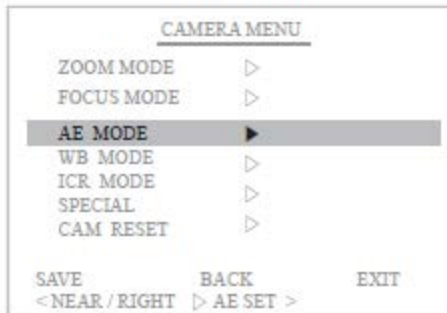 CAMERA MENU
ZOOM MODE ▷
FOCUS MODE ▷
AE MODE ▶
WB MODE ▷
ICR MODE ▷
SPECIAL ▷
CAM RESET
SAVE BACK EXIT
< NEAR / RIGHT ▷ AE SET >